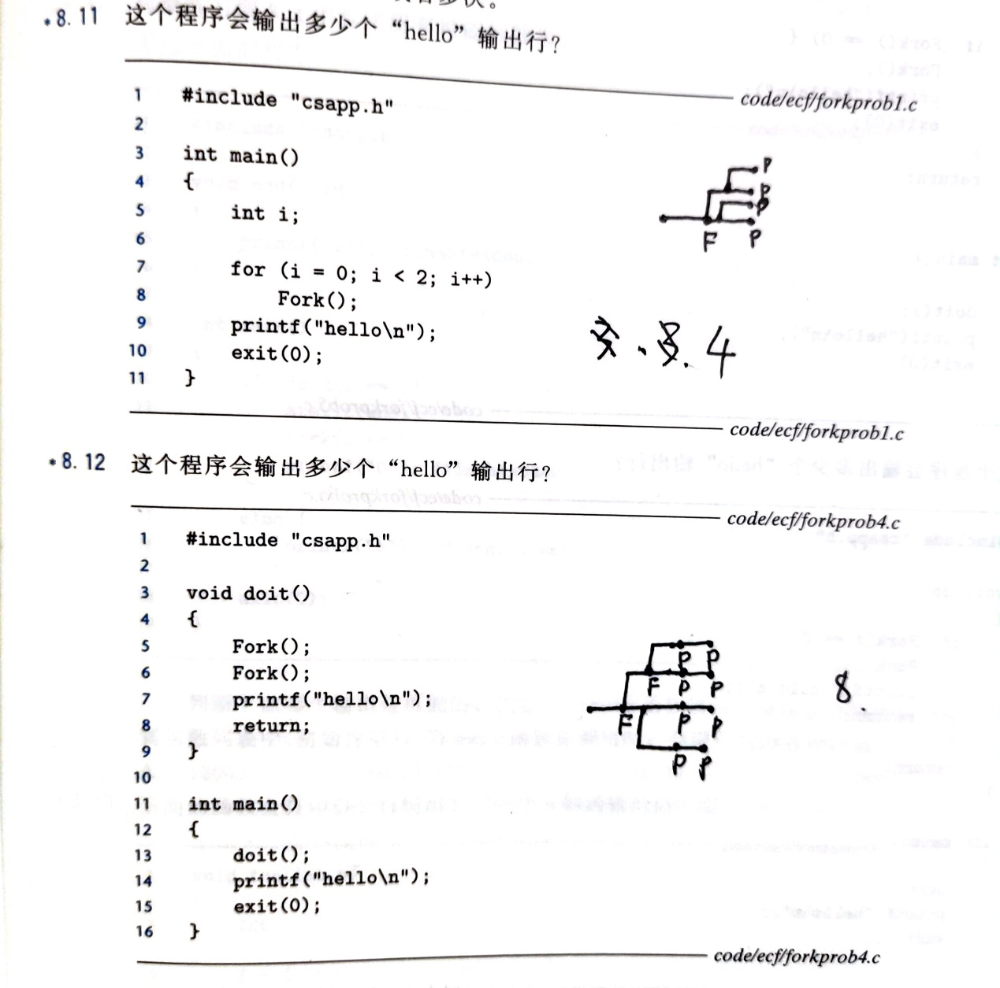 *8.11 这个程序会输出多少个“hello”输出行？
code/ecf/forkprob1.c
1 #include "csapp.h"
2
3 int main()
4 {
5 int i;
6
7 for (i = 0; i < 2; i++)
8 Fork();
9 printf("hello\n");
10 exit(0);
11 }
P
P
P
F P
4
code/ecf/forkprob1.c
*8.12 这个程序会输出多少个“hello”输出行？
code/ecf/forkprob4.c
1 #include "csapp.h"
2
3 void doit()
4 {
5 Fork();
6 Fork();
7 printf("hello\n");
8 return;
9 }
10
11 int main()
12 {
13 doit();
14 printf("hello\n");
15 exit(0);
16 }
P P
F P P
F P P
P P
8.
code/ecf/forkprob4.c